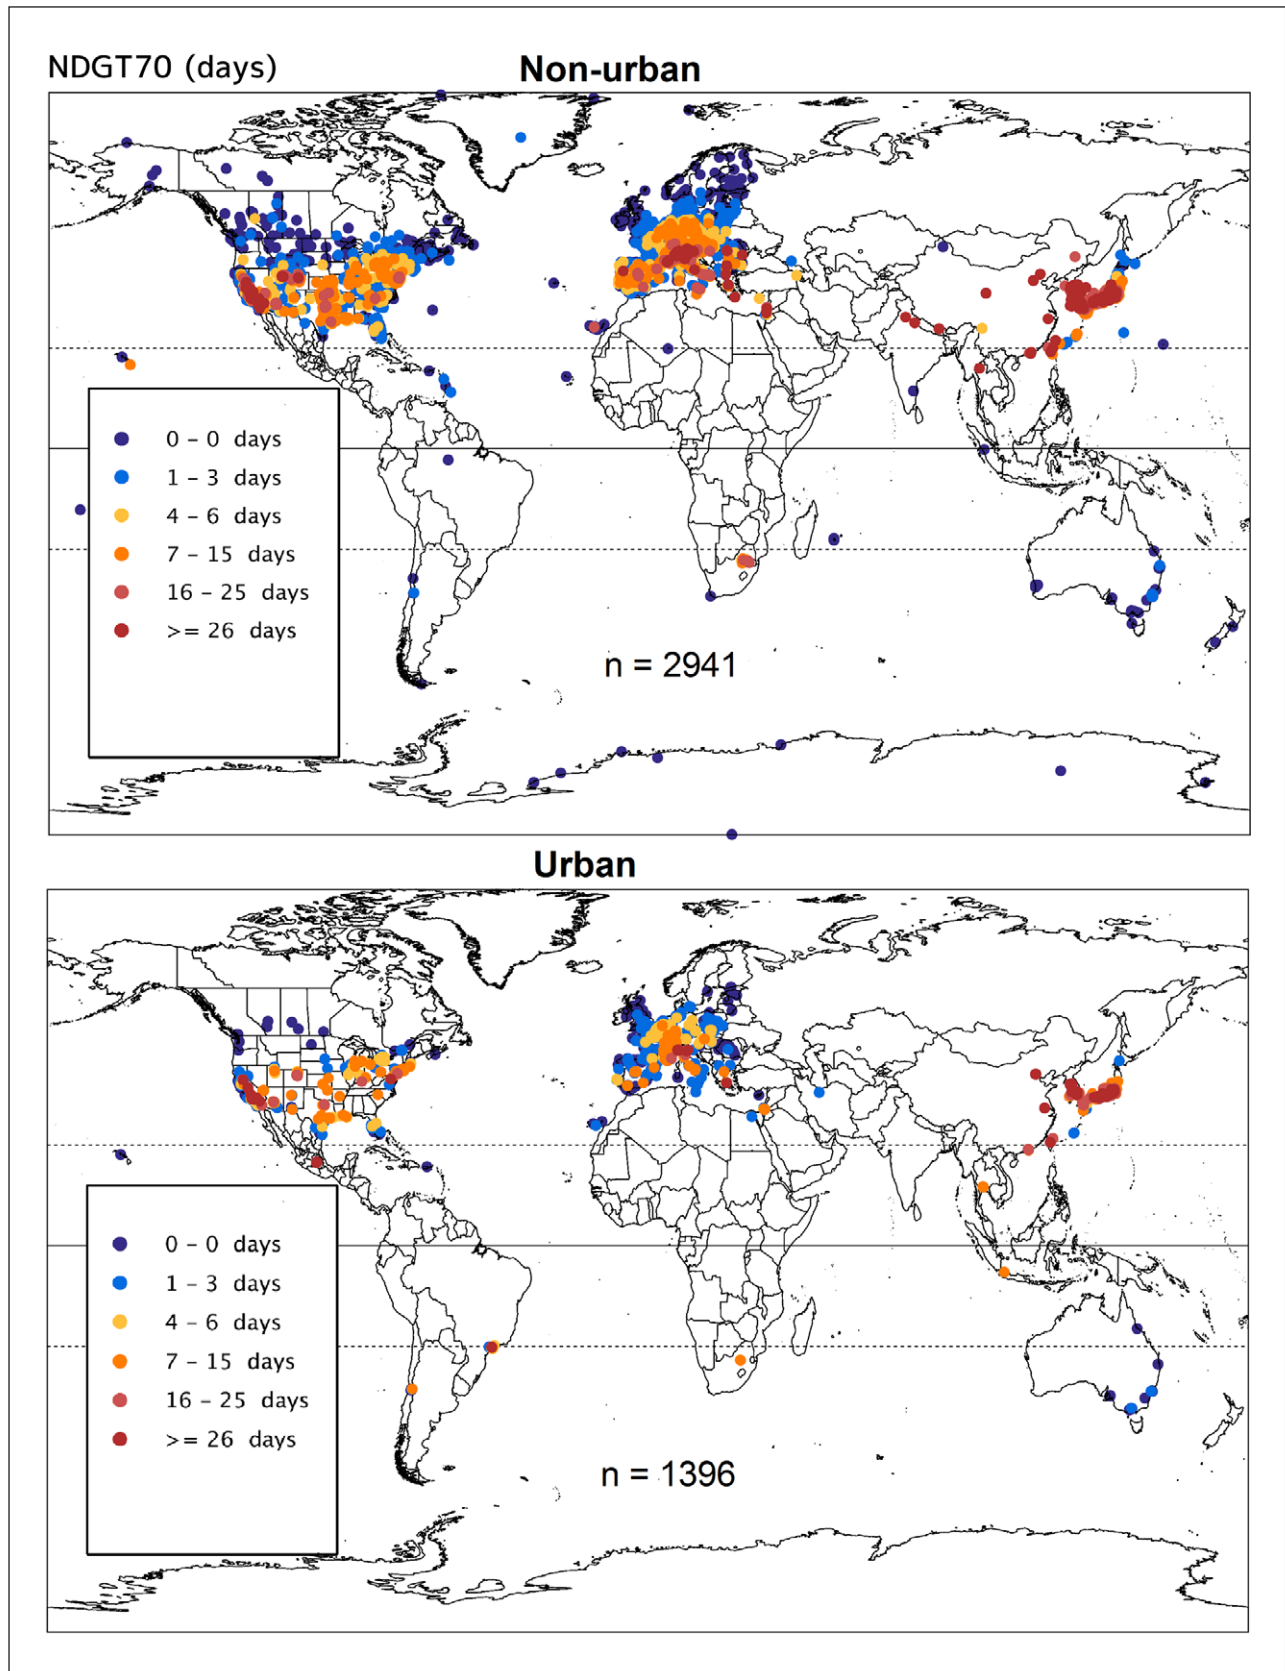 NDGT70 (days)
Non-urban
0 – 0 days
1 – 3 days
4 – 6 days
7 – 15 days
16 – 25 days
>= 26 days
n = 2941
Urban
0 – 0 days
1 – 3 days
4 – 6 days
7 – 15 days
16 – 25 days
>= 26 days
n = 1396